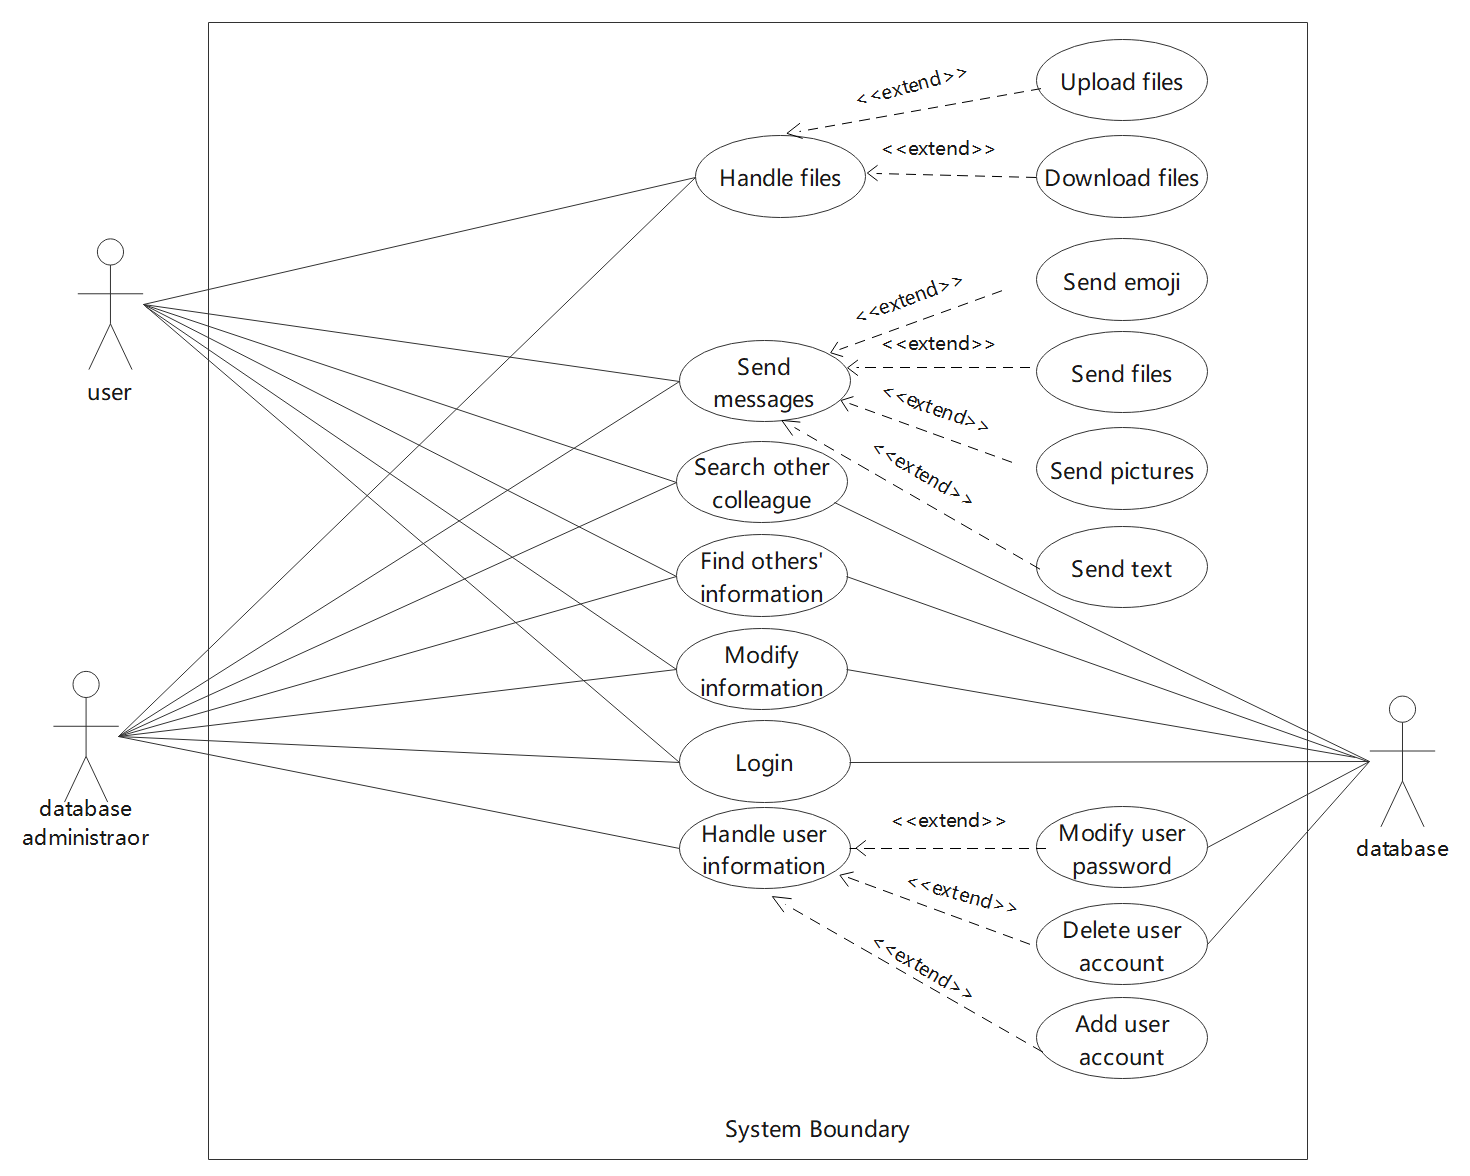 <<extend>>
Upload files
<<extend>>
Handle files
Download files
<<extend>>
Send emoji
<<extend>>
Send
messages
Send files
user
<<extend>>
<<extend>>
Search other
colleague
Send pictures
Find others'
information
Send text
Modify
information
Login
database
administraor
<<extend>>
Handle user
information
Modify user
password
database
<<extend>>
Delete user
account
<<extend>>
Add user
account
System Boundary